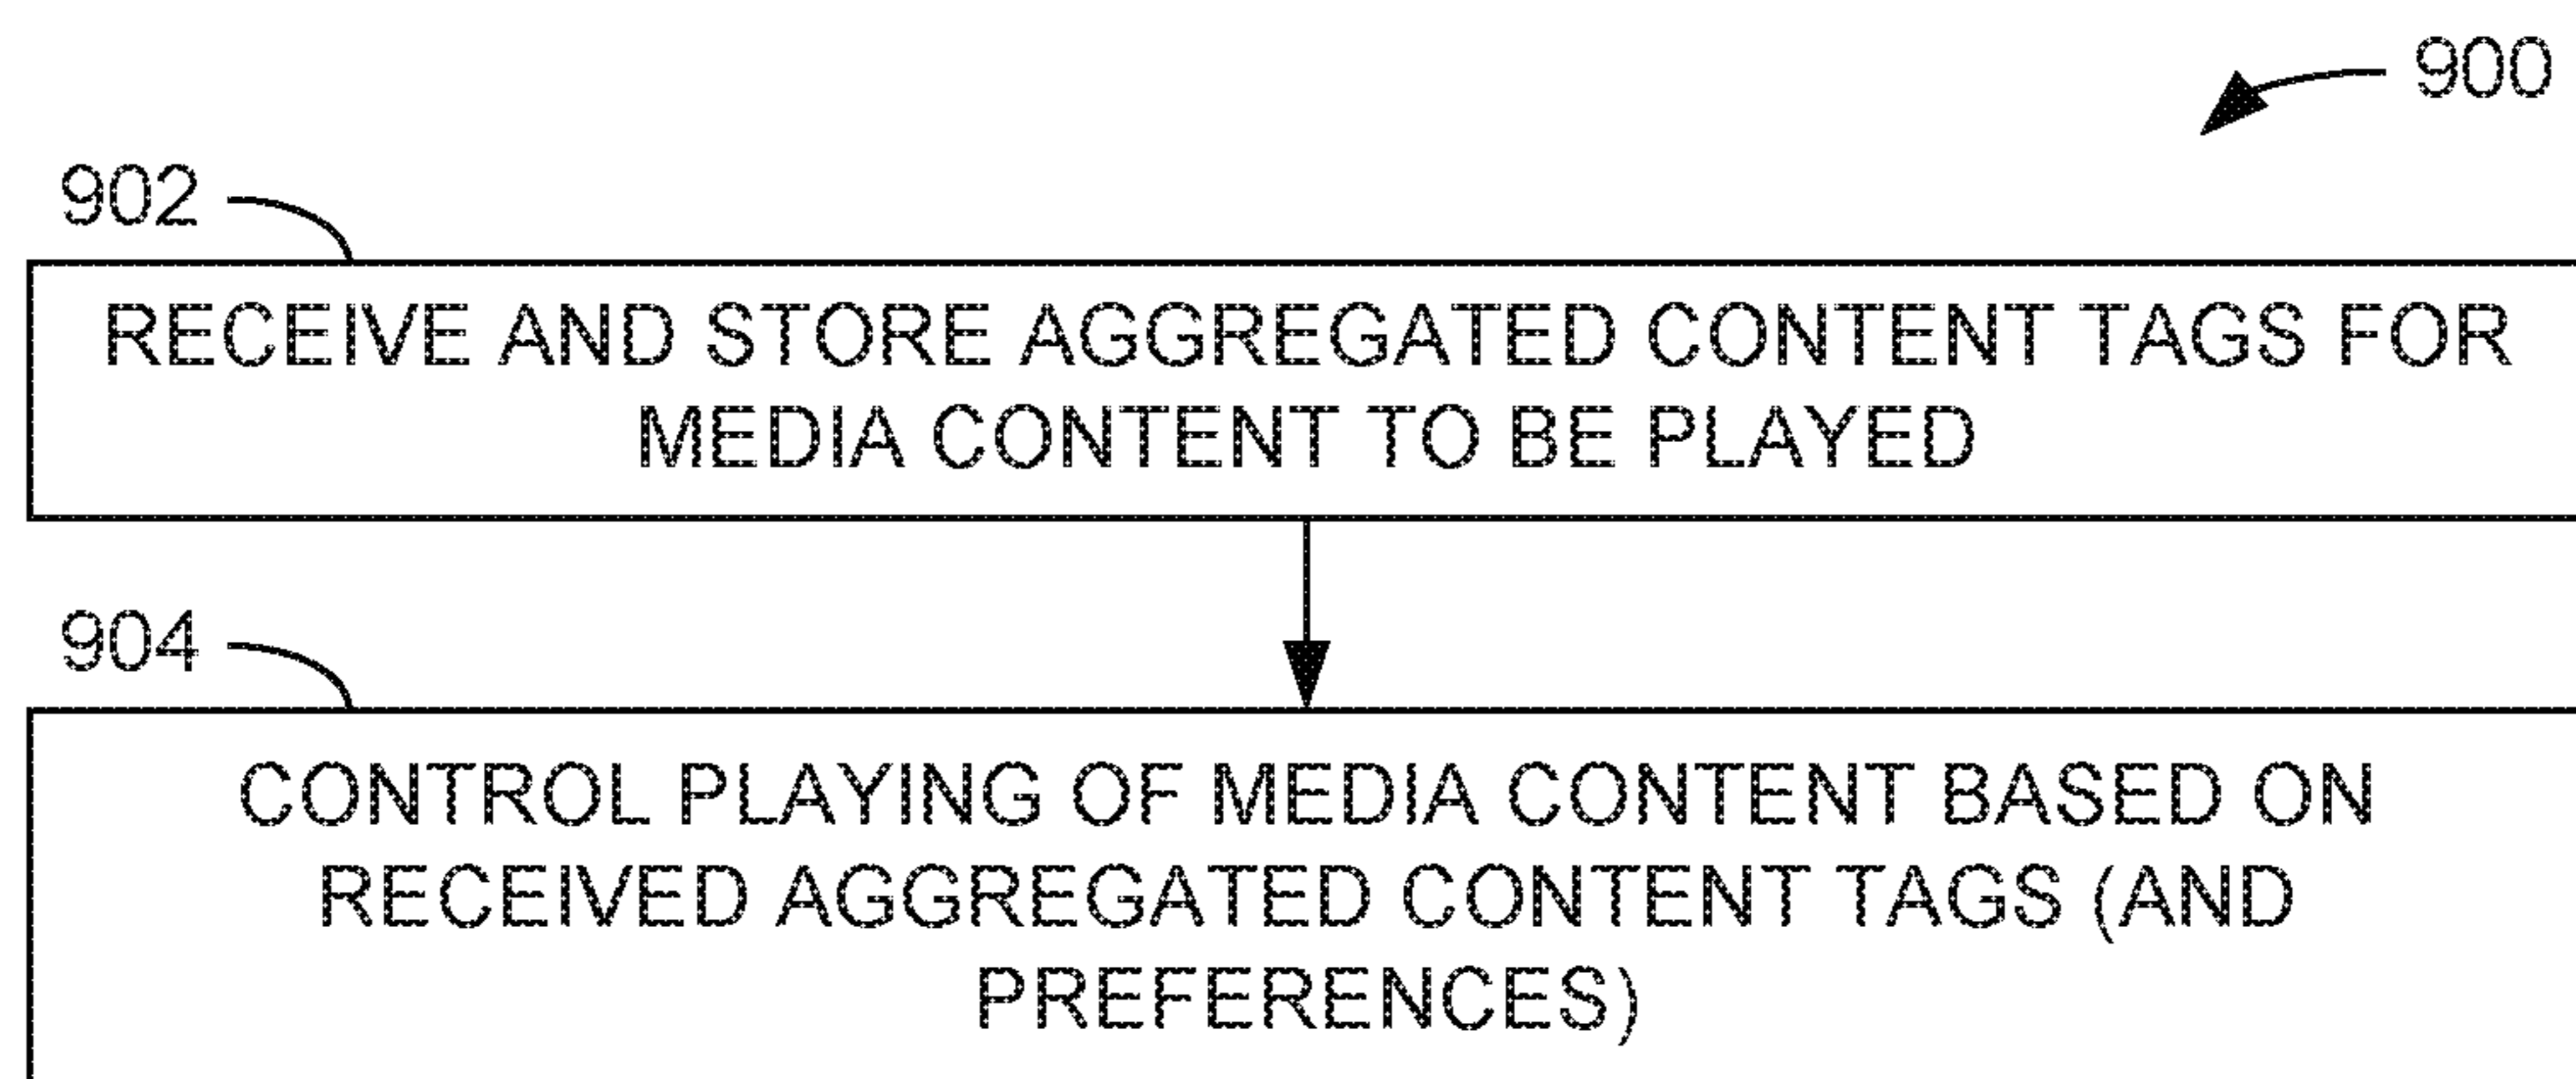 900
902
RECEIVE AND STORE AGGREGATED CONTENT TAGS FOR
MEDIA CONTENT TO BE PLAYED
904
CONTROL PLAYING OF MEDIA CONTENT BASED ON
RECEIVED AGGREGATED CONTENT TAGS (AND
PREFERENCES)